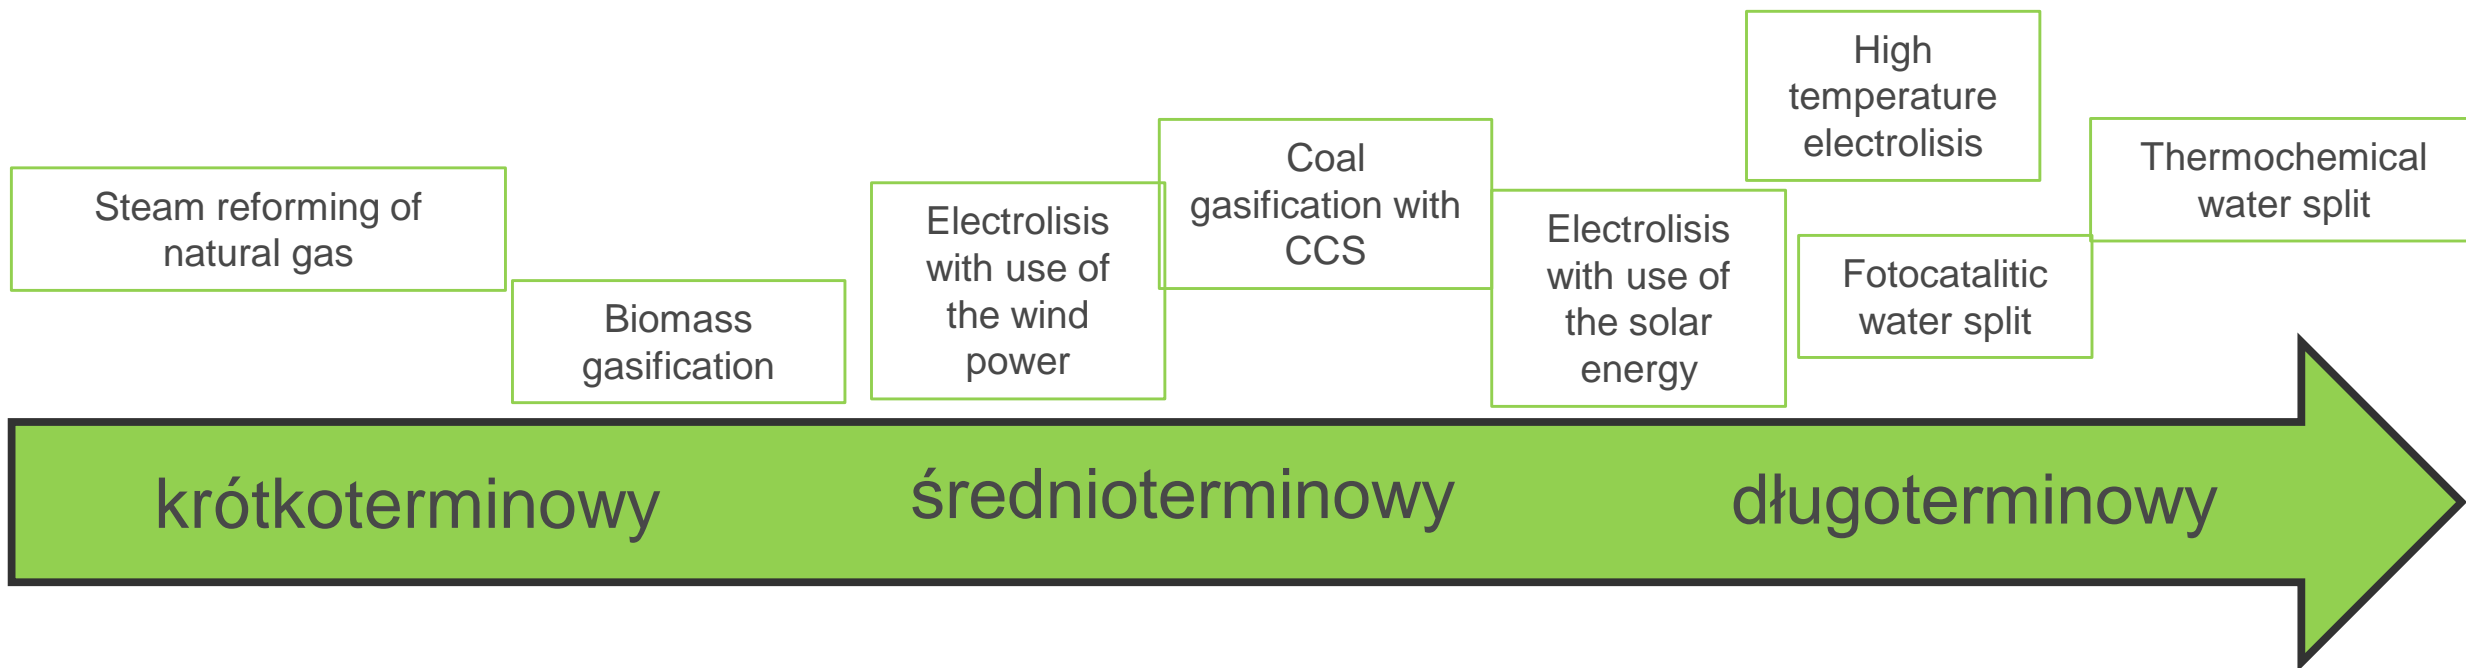 Steam reforming of
natural gas
Biomass
gasification
Electrolisis
with use of
the wind
power
Coal
gasification with
CCS
Electrolisis
with use of
the solar
energy
High
temperature
electrolisis
Fotocatalitic
water split
Thermochemical
water split
krótkoterminowy
średnioterminowy
długoterminowy